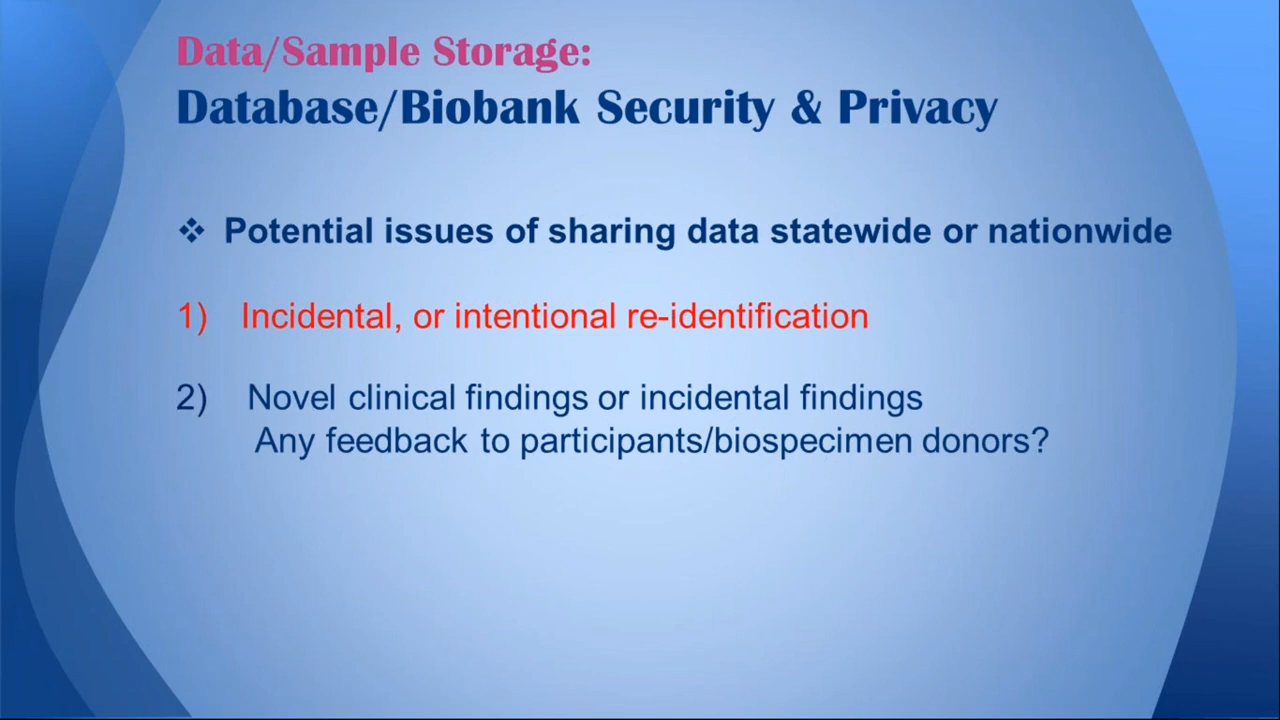 Data/Sample Storage:
Database/Biobank Security & Privacy
❖ Potential issues of sharing data statewide or nationwide
1) Incidental, or intentional re-identification
2) Novel clinical findings or incidental findings
Any feedback to participants/biospecimen donors?